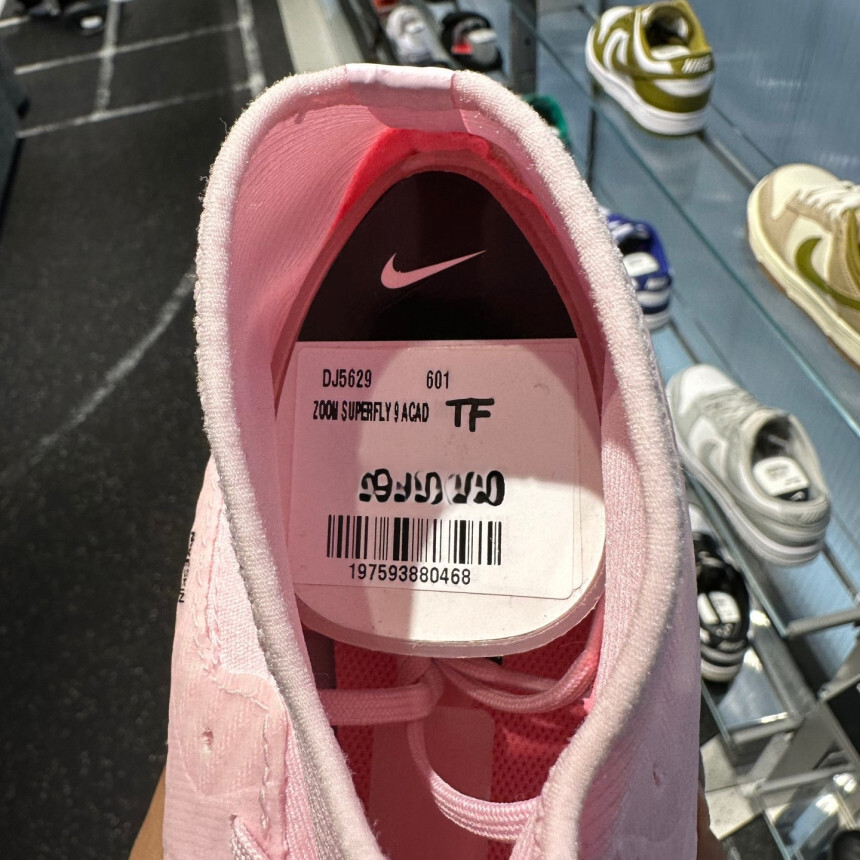 DJ5629 601
ZOOM SUPERFLY 9 ACAD TF
197593880468